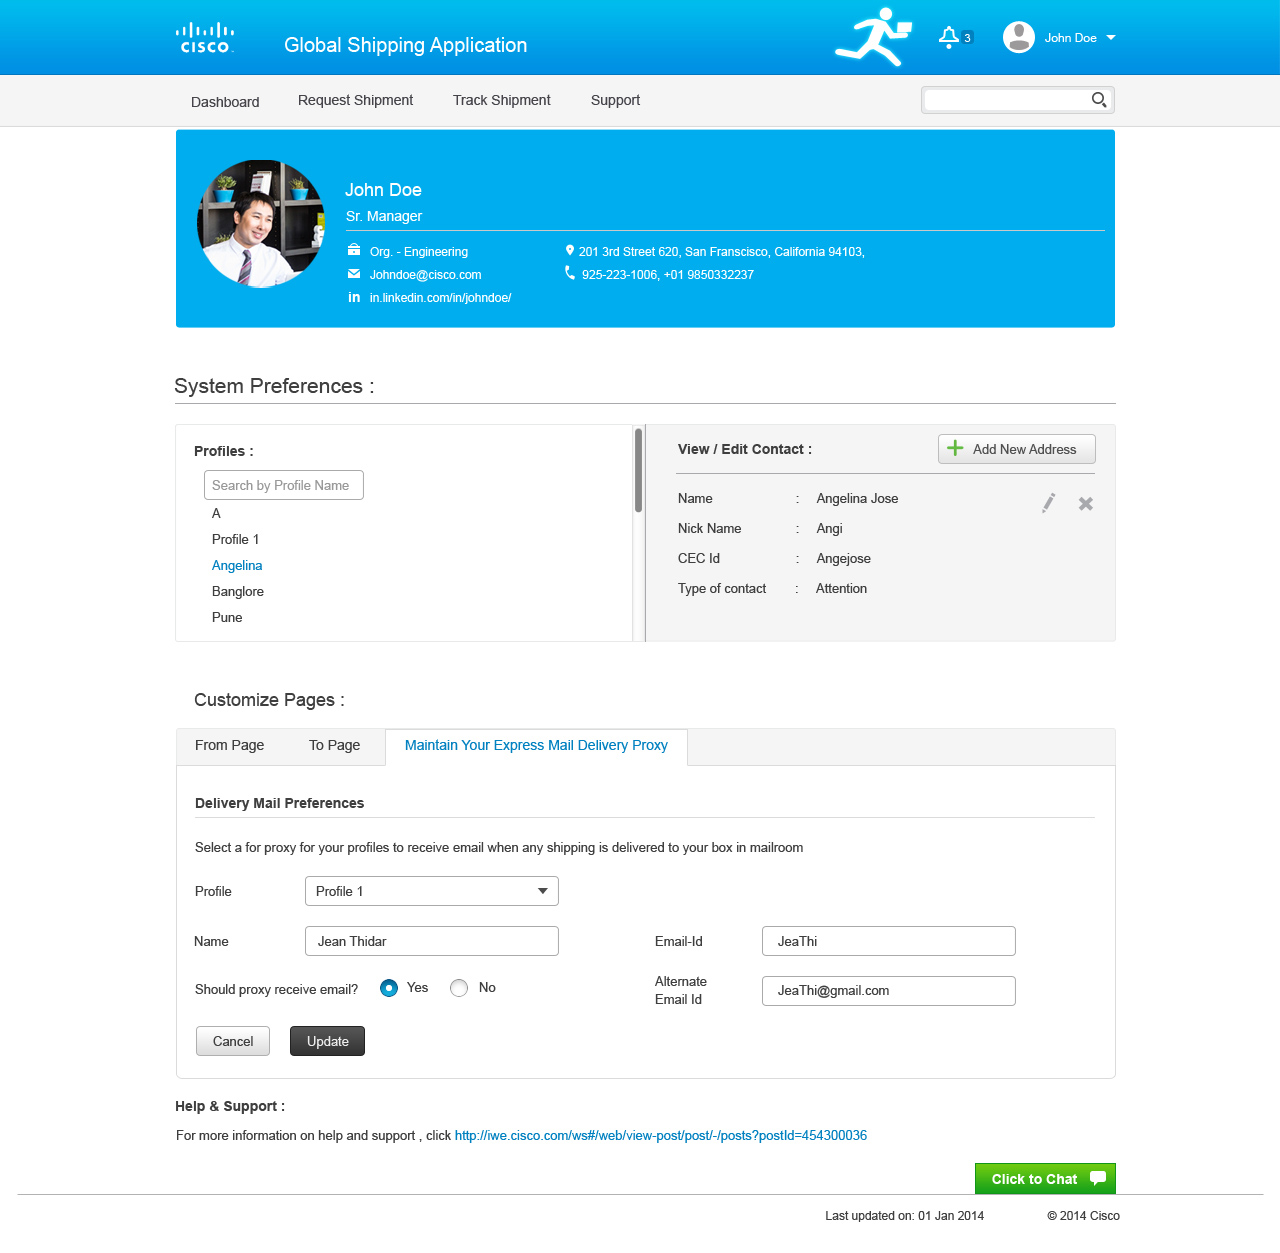 cisco
Global Shipping Application
3
John Doe
Dashboard
Request Shipment
Track Shipment
Support
John Doe
Sr. Manager
Org. - Engineering
201 3rd Street 620, San Franscisco, California 94103,
Johndoe@cisco.com
925-223-1006, +01 9850332237
in
in.linkedin.com/in/johndoe/
System Preferences :
Profiles :
Search by Profile Name
A
Profile 1
Angelina
Banglore
Pune
View / Edit Contact :
Add New Address
Name : Angelina Jose
Nick Name : Angi
CEC Id : Angejose
Type of contact : Attention
Customize Pages :
From Page
To Page
Maintain Your Express Mail Delivery Proxy
Delivery Mail Preferences
Select a for proxy for your profiles to receive email when any shipping is delivered to your box in mailroom
Profile
Profile 1
Name
Jean Thidar
Email-Id
JeaThi
Should proxy receive email?
Yes
No
Alternate
Email Id
JeaThi@gmail.com
Cancel
Update
Help & Support :
For more information on help and support , click http://iwe.cisco.com/ws#/web/view-post/post/-/posts?postId=454300036
Click to Chat
Last updated on: 01 Jan 2014
© 2014 Cisco